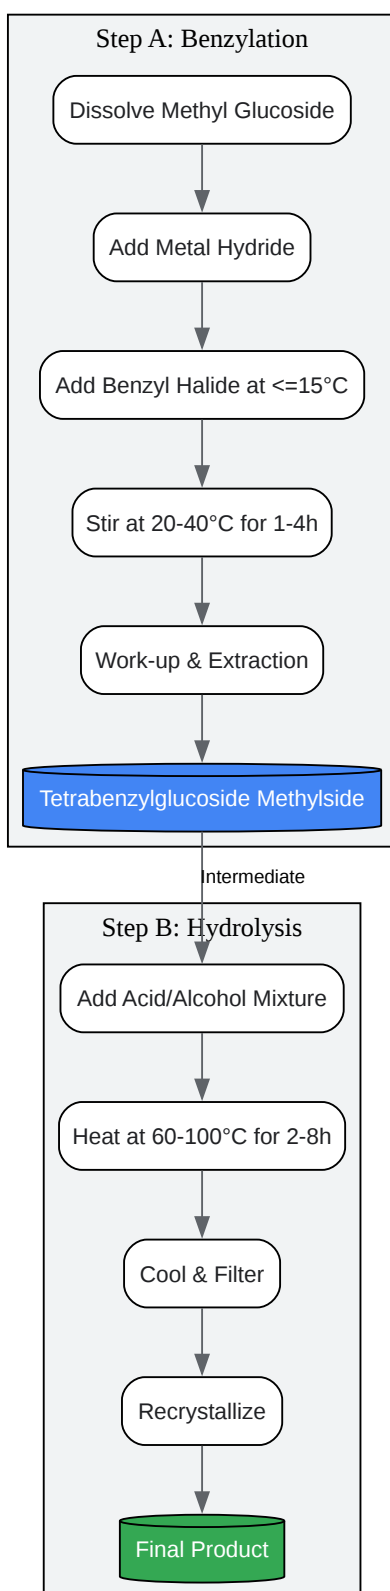 Step A: Benzylation
Dissolve Methyl Glucoside
Add Metal Hydride
Add Benzyl Halide at <=15°C
Stir at 20-40°C for 1-4h
Work-up & Extraction
Tetrabenzylglucoside Methylside
Intermediate
Step B: Hydrolysis
Add Acid/Alcohol Mixture
Heat at 60-100°C for 2-8h
Cool & Filter
Recrystallize
Final Product